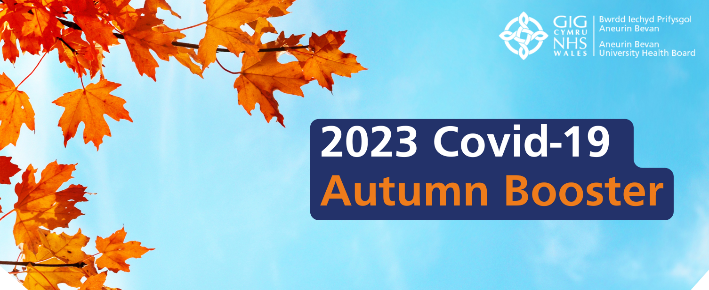 GIG
CYMRU
NHS
WALES
Bwrdd Iechyd Prifysgol
Aneurin Bevan
Aneurin Bevan
University Health Board
2023 Covid-19
Autumn Booster